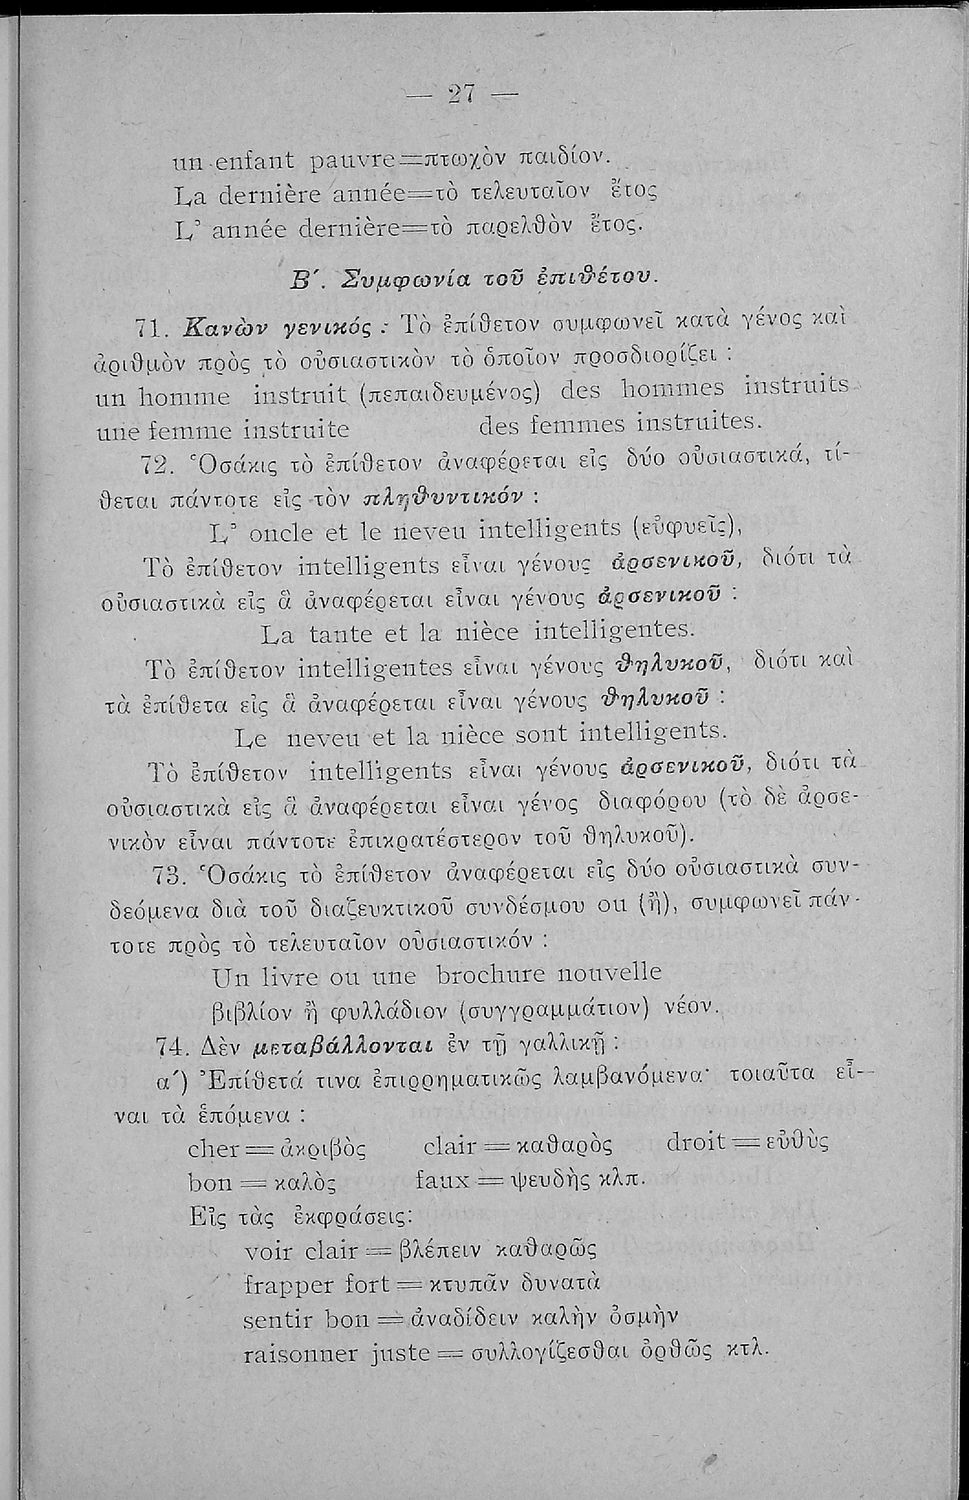 — 27 —
un enfant pauvre=πτωχὸν παιδίον.
La dernière année=τὸ τελευταῖον ἔτος
L’ année dernière=τὸ παρελθὸν ἔτος.
Β΄. Συμφωνία τοῦ ἐπιθέτου.
71. Κανὼν γενικός : Τὸ ἐπίθετον συμφωνεῖ κατὰ γένος καὶ
ἀριθμὸν πρὸς τὸ οὐσιαστικὸν τὸ ὁποῖον προσδιορίζει :
un homme instruit (πεπαιδευμένος) des hommes instruits
une femme instruite des femmes instruites.
72. Ὁσάκις τὸ ἐπίθετον ἀναφέρεται εἰς δύο οὐσιαστικά, τί-
θεται πάντοτε εἰς τὸν πληθυντικόν :
L’ oncle et le neveu intelligents (εὐφυεῖς),
Τὸ ἐπίθετον intelligents εἶναι γένους ἀρσενικοῦ, διότι τὰ
οὐσιαστικὰ εἰς ἃ ἀναφέρεται εἶναι γένους ἀρσενικοῦ :
La tante et la nièce intelligentes.
Τὸ ἐπίθετον intelligentes εἶναι γένους θηλυκοῦ, διότι καὶ
τὰ ἐπίθετα εἰς ἃ ἀναφέρεται εἶναι γένους θηλυκοῦ :
Le neveu et la nièce sont intelligents.
Τὸ ἐπίθετον intelligents εἶναι γένους ἀρσενικοῦ, διότι τὰ
οὐσιαστικὰ εἰς ἃ ἀναφέρεται εἶναι γένος διαφόρου (τὸ δὲ ἀρσε-
νικὸν εἶναι πάντοτε ἐπικρατέστερον τοῦ θηλυκοῦ).
73. Ὁσάκις τὸ ἐπίθετον ἀναφέρεται εἰς δύο οὐσιαστικὰ συν-
δεόμενα διὰ τοῦ διαζευκτικοῦ συνδέσμου ou (ἢ), συμφωνεῖ πάν-
τοτε πρὸς τὸ τελευταῖον οὐσιαστικόν :
Un livre ou une brochure nouvelle
βιβλίον ἢ φυλλάδιον (συγγραμμάτιον) νέον.
74. Δὲν μεταβάλλονται ἐν τῇ γαλλικῇ :
α΄) Ἐπίθετά τινα ἐπιρρηματικῶς λαμβανόμενα· τοιαῦτα εἶ-
ναι τὰ ἑπόμενα :
cher = ἀκριβὸς clair = καθαρὸς droit = εὐθὺς
bon = καλὸς faux = ψευδὴς κλπ.
Εἰς τὰς ἐκφράσεις:
voir clair = βλέπειν καθαρῶς
frapper fort = κτυπᾶν δυνατὰ
sentir bon = ἀναδίδειν καλὴν ὀσμὴν
raisonner juste = συλλογίζεσθαι ὀρθῶς κτλ.